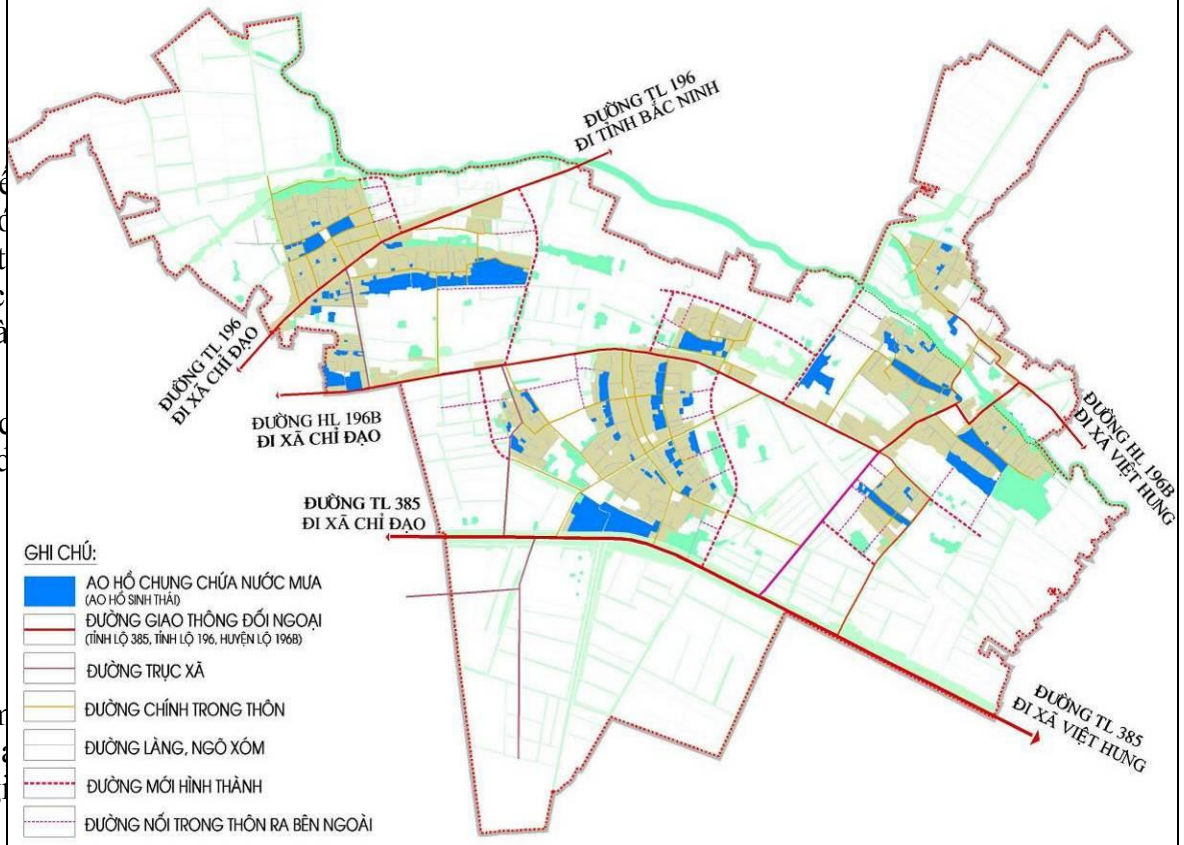 ĐƯỜNG TL 196
ĐI TỈNH BẮC NINH
ĐƯỜNG TL 196
ĐI XÃ CHỈ ĐẠO
ĐƯỜNG HL 196B
ĐI XÃ CHỈ ĐẠO
ĐƯỜNG HL 196B
ĐI XÃ VIỆT HƯNG
ĐƯỜNG TL 385
ĐI XÃ CHỈ ĐẠO
ĐƯỜNG TL 385
ĐI XÃ VIỆT HƯNG
GHI CHÚ:
AO HỒ CHUNG CHỨA NƯỚC MƯA
(AO HỒ SINH THÁI)
ĐƯỜNG GIAO THÔNG ĐỐI NGOẠI
(TỈNH LỘ 385, TỈNH LỘ 196, HUYỆN LỘ 196B)
ĐƯỜNG TRỤC XÃ
ĐƯỜNG CHÍNH TRONG THÔN
ĐƯỜNG LÀNG, NGÕ XÓM
ĐƯỜNG MỚI HÌNH THÀNH
ĐƯỜNG NỐI TRONG THÔN RA BÊN NGOÀI